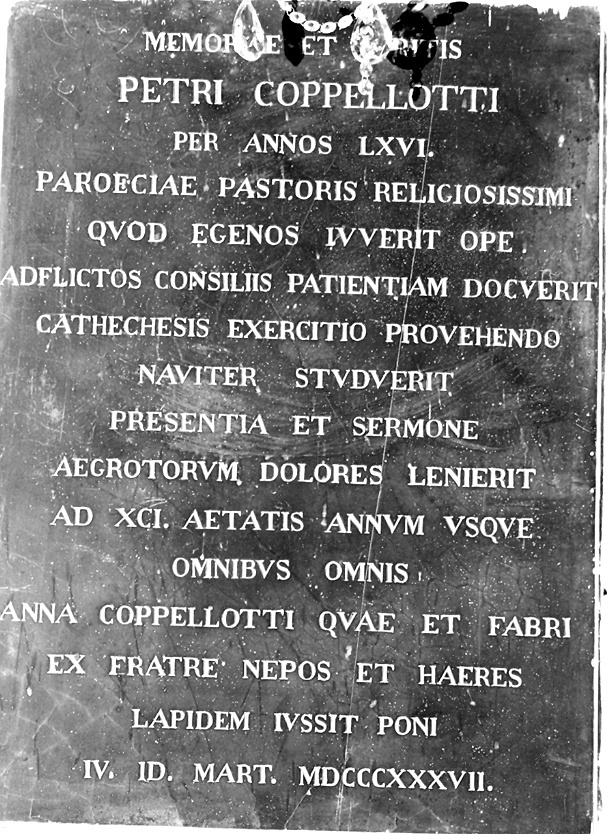 MEMORIAE ET
PETRI COPPELLOTTI
PER ANNOS LXVI.
PAROECIAE PASTORIS RELIGIOSISSIMI
QVOD EGENOS IVVERIT OPE
ADFLICTOS CONSILIIS PATIENTIAM DOCVERIT
CATHECHESIS EXERCITIO PROVEHENDO
NAVITER STVDVERIT
PRESENTIA ET SERMONE
AEGROTORVM DOLORES LENIERIT
AD XCI. AETATIS ANNVM VSQVE
OMNIBVS OMNIS
ANNA COPPELLOTTI QVAE ET FABRI
EX FRATRE NEPOS ET HAERES
LAPIDEM IVSSIT PONI
IV. ID. MART. MDCCCXXXVII.